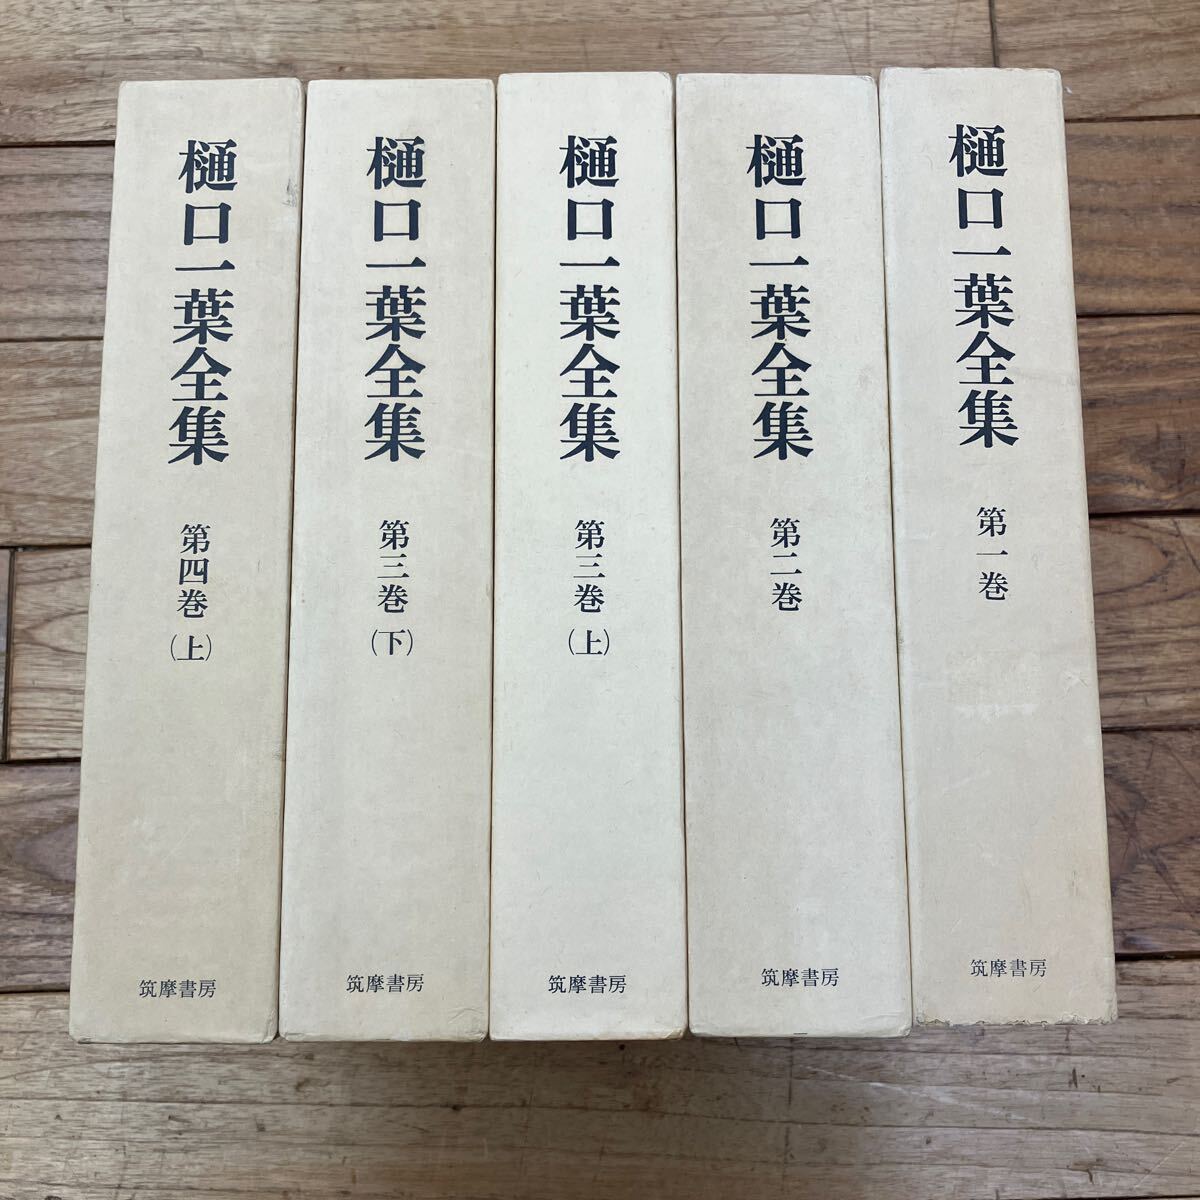 樋口一葉全集
第一巻
筑摩書房
樋口一葉全集
第二巻
筑摩書房
樋口一葉全集
第三巻
(上)
筑摩書房
樋口一葉全集
第三巻
(下)
筑摩書房
樋口一葉全集
第四巻
(上)
筑摩書房